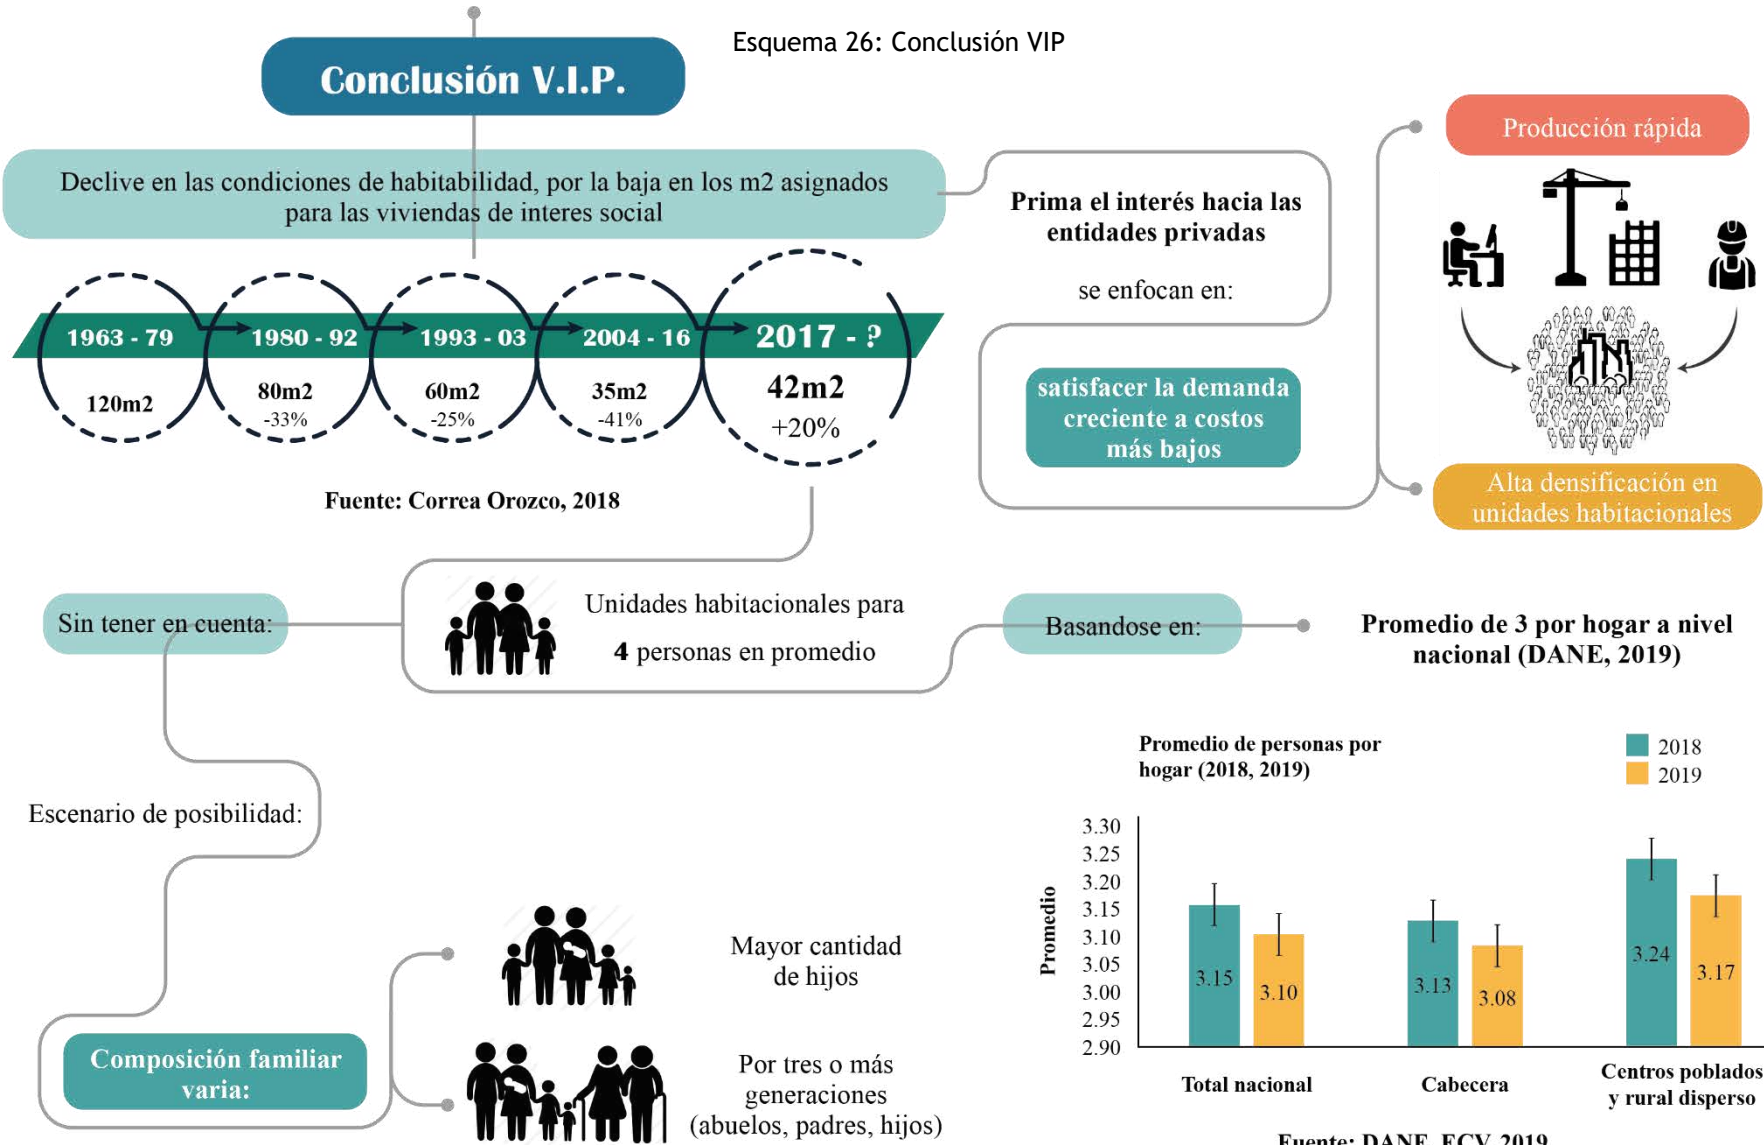 Esquema 26: Conclusión VIP
Conclusión V.I.P.
Declive en las condiciones de habitabilidad, por la baja en los m2 asignados
para las viviendas de interes social
1963 - 79
1980 - 92
1993 - 03
2004 - 16
2017 - ?
120m2
80m2
-33%
60m2
-25%
35m2
-41%
42m2
+20%
Fuente: Correa Orozco, 2018
Prima el interés hacia las
entidades privadas
se enfocan en:
satisfacer la demanda
creciente a costos
más bajos
Producción rápida
Alta densificación en
unidades habitacionales
Sin tener en cuenta:
Unidades habitacionales para
4 personas en promedio
Basandose en:
Promedio de 3 por hogar a nivel
nacional (DANE, 2019)
Escenario de posibilidad:
Composición familiar
varia:
Mayor cantidad
de hijos
Por tres o más
generaciones
(abuelos, padres, hijos)
Promedio de personas por
hogar (2018, 2019)
2018
2019
Promedio
3.30
3.25
3.20
3.15
3.10
3.05
3.00
2.95
2.90
3.15
3.10
3.13
3.08
3.24
3.17
Total nacional
Cabecera
Centros poblados
y rural disperso
Fuente: DANE, ECV, 2019